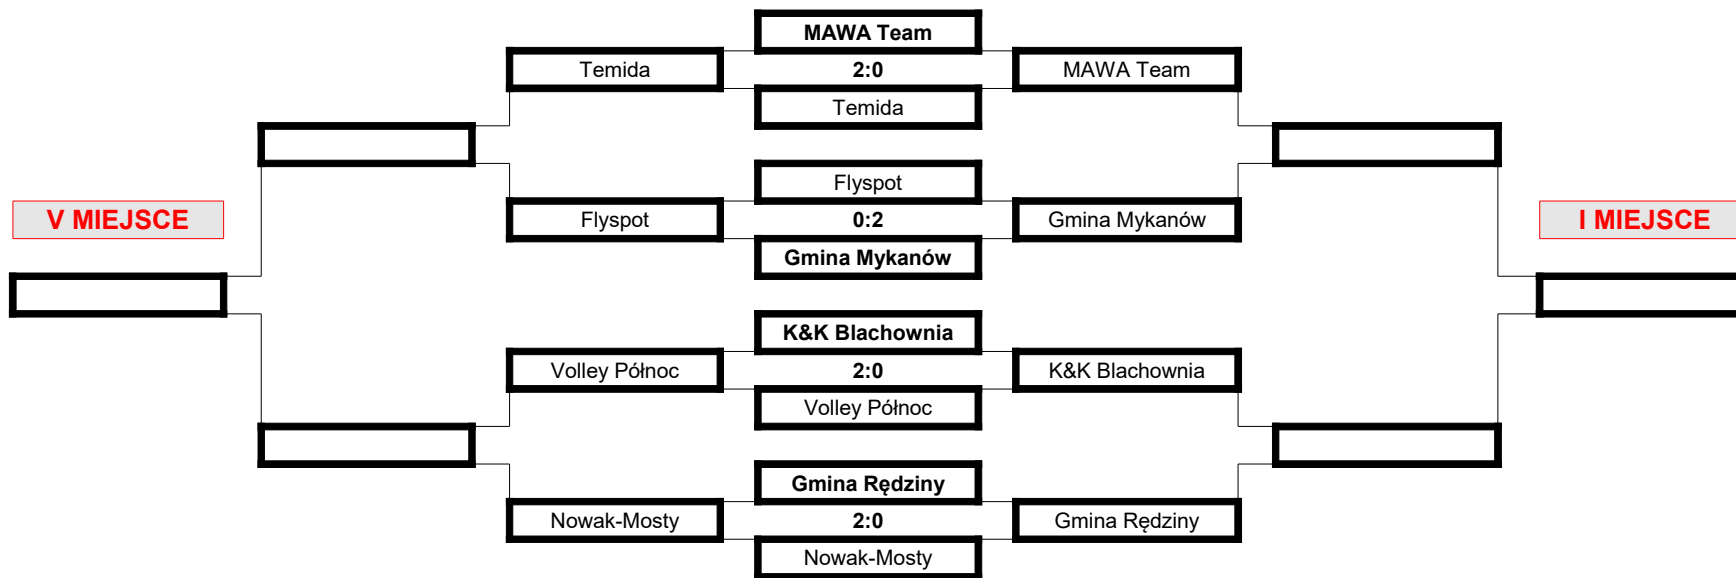 MAWA Team
Temida
2:0
MAWA Team
Temida
Flyspot
V MIEJSCE
Flyspot
0:2
Gmina Mykanów
I MIEJSCE
Gmina Mykanów
K&K Blachownia
Volley Północ
2:0
K&K Blachownia
Volley Północ
Gmina Rędziny
Nowak-Mosty
2:0
Gmina Rędziny
Nowak-Mosty